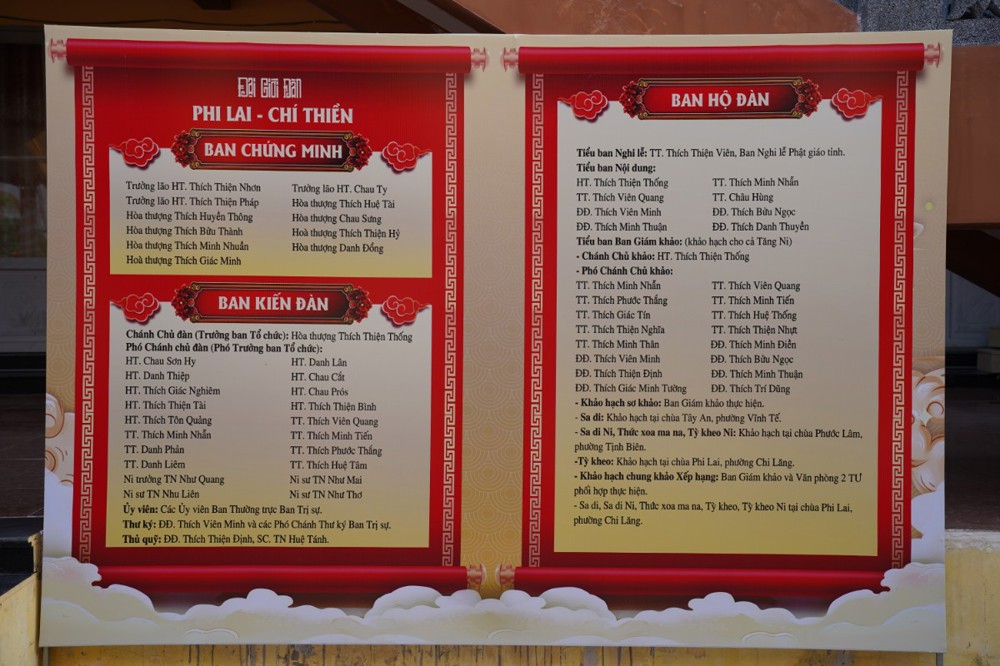 Đại Giới Đàn
PHI LAI - CHÍ THIỀN
BAN CHỨNG MINH
Trưởng lão HT. Thích Thiện Nhơn
Trưởng lão HT. Thích Thiện Pháp
Hòa thượng Thích Huyền Thông
Hòa thượng Thích Bửu Thành
Hòa thượng Thích Minh Nhuần
Hoà thượng Thích Giác Minh
Trưởng lão HT. Chau Ty
Hòa thượng Thích Huệ Tài
Hòa thượng Chau Sưng
Hoà thượng Thích Thiện Hỷ
Hòa thượng Danh Đồng
BAN KIẾN ĐÀN
Chánh Chủ đàn (Trưởng ban Tổ chức): Hòa thượng Thích Thiện Thống
Phó Chánh chủ đàn (Phó Trưởng ban Tổ chức):
HT. Chau Sơn Hy
HT. Danh Thiệp
HT. Thích Giác Nghiêm
HT. Thích Thiện Tài
HT. Thích Tôn Quảng
TT. Thích Minh Nhẫn
TT. Danh Phản
TT. Danh Liêm
Ni trưởng TN Như Quang
Ni sư TN Nhu Liên
HT. Danh Lân
HT. Chau Cắt
HT. Chau Prós
HT. Thích Thiện Bình
TT. Thích Viên Quang
TT. Thích Minh Tiến
TT. Thích Phước Thắng
TT. Thích Huệ Tâm
Ni sư TN Như Mai
Ni sư TN Như Thơ
Ủy viên: Các Ủy viên Ban Thường trực Ban Trị sự.
Thư ký: ĐĐ. Thích Viên Minh và các Phó Chánh Thư ký Ban Trị sự.
Thủ quỹ: ĐĐ. Thích Thiện Định, SC. TN Huệ Tánh.
BAN HỘ ĐÀN
Tiểu ban Nghi lễ: TT. Thích Thiện Viên, Ban Nghi lễ Phật giáo tỉnh.
Tiểu ban Nội dung:
HT. Thích Thiện Thống
TT. Thích Viên Quang
ĐĐ. Thích Viên Minh
ĐĐ. Thích Minh Thuận
TT. Thích Minh Nhẫn
TT. Châu Hùng
ĐĐ. Thích Bửu Ngọc
ĐĐ. Thích Danh Thuyền
Tiểu ban Ban Giám khảo: (khảo hạch cho cả Tăng Ni)
- Chánh Chủ khảo: HT. Thích Thiện Thống
- Phó Chánh Chủ khảo:
TT. Thích Minh Nhẫn
TT. Thích Phước Thắng
TT. Thích Giác Tín
TT. Thích Thiện Nghĩa
TT. Thích Minh Thân
ĐĐ. Thích Viên Minh
ĐĐ. Thích Thiện Định
ĐĐ. Thích Giác Minh Tường
TT. Thích Viên Quang
TT. Thích Minh Tiến
TT. Thích Huệ Thống
TT. Thích Thiện Nhựt
ĐĐ. Thích Minh Điển
ĐĐ. Thích Bửu Ngọc
ĐĐ. Thích Minh Thuận
ĐĐ. Thích Trí Dũng
- Khảo hạch sơ khảo: Ban Giám khảo thực hiện.
- Sa di: Khảo hạch tại chùa Tây An, phường Vĩnh Tế.
- Sa di Ni, Thức xoa ma na, Tỳ kheo Ni: Khảo hạch tại chùa Phước Lâm,
phường Tịnh Biên.
-Tỳ kheo: Khảo hạch tại chùa Phi Lai, phường Chi Lăng.
- Khảo hạch chung khảo Xếp hạng: Ban Giám khảo và Văn phòng 2 TƯ
phối hợp thực hiện.
- Sa di, Sa di Ni, Thức xoa ma na, Tỳ kheo, Tỳ kheo Ni tại chùa Phi Lai,
phường Chi Lăng.